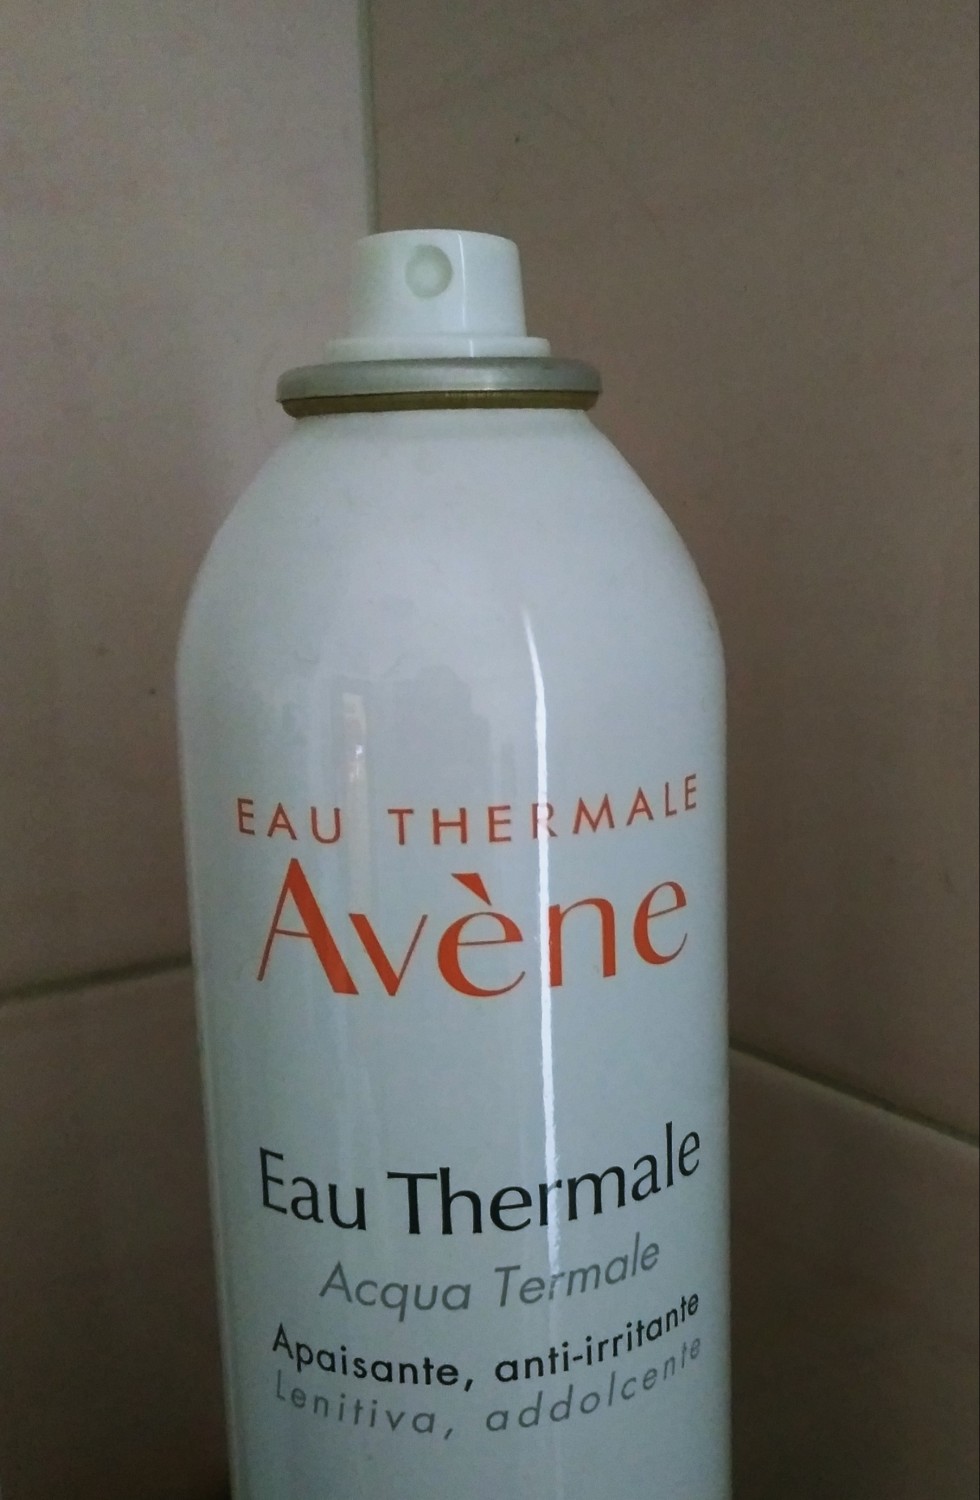 EAU THERMALE
Avène
Eau Thermale
Acqua Termale
Apaisante, anti-irritante
Lenitiva, addolcente